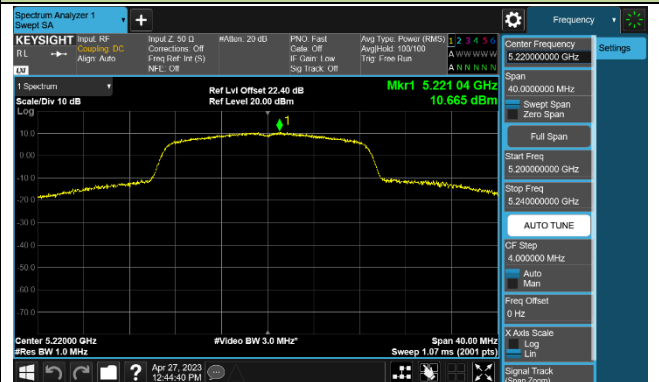 Spectrum Analyzer 1
Swept SA
Frequency
KEYSIGHT
RL
LXI
Input: RF
Coupling: DC
Align: Auto
Input Z: 50 Ω
Corrections: Off
Freq Ref: Int (S)
NFE: Off
#Atten: 20 dB
PNO: Fast
Gate: Off
IF Gain: Low
Sig Track: Off
Avg Type: Power (RMS)
Avg|Hold: 100/100
Trig: Free Run
1 2 3 4 5 6
A W W W W W
A N N N N N
1 Spectrum
Scale/Div 10 dB
Log
Ref Lvl Offset 22.40 dB
Ref Level 20.00 dBm
Mkr1 5.221 04 GHz
10.665 dBm
1
10.0
0.00
-10.0
-20.0
-30.0
-40.0
-50.0
-60.0
-70.0
Center 5.22000 GHz
#Res BW 1.0 MHz
#Video BW 3.0 MHz*
Span 40.00 MHz
Sweep 1.07 ms (2001 pts)
Center Frequency
5.220000000 GHz
Settings
Span
40.0000000 MHz
Swept Span
Zero Span
Full Span
Start Freq
5.200000000 GHz
Stop Freq
5.240000000 GHz
AUTO TUNE
CF Step
4.000000 MHz
Auto
Man
Freq Offset
0 Hz
X Axis Scale
Log
Lin
Signal Track
(Span Zoom)
?
Apr 27, 2023
12:44:40 PM